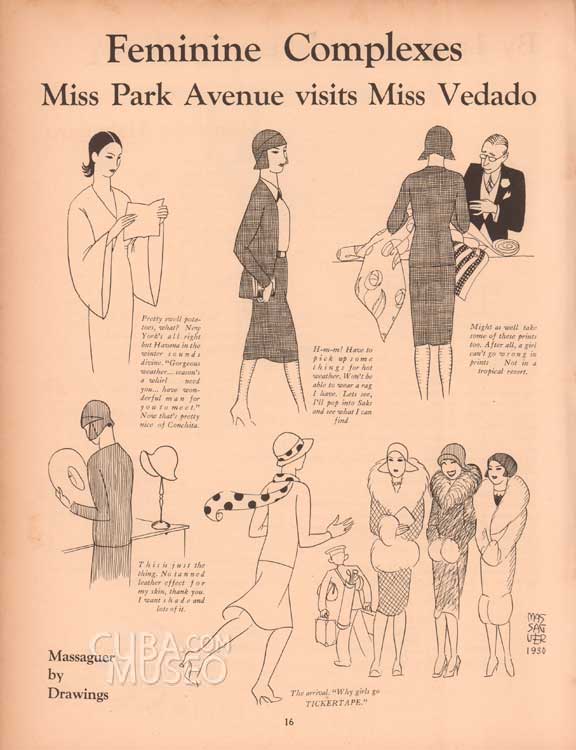 Feminine Complexes
Miss Park Avenue visits Miss Vedado
Pretty swell pota-
toes, what? New
York's all right
but Havana in the
winter sounds
divine. "Gorgeous
weather... season's
a whirl need
you... have won-
derful man for
you to meet."
Now that's pretty
nice of Conchita.
H-m-m! Have to
pick up some
things for hot
weather. Won't be
able to wear a rag
I have. Lets see,
I'll pop into Saks
and see what I can
find
Might as well take
some of these prints
too. After all, a girl
can't go wrong in
prints Not in a
tropical resort.
This is just the
thing. No tanned
leather effect for
my skin, thank you.
I want shade and
lots of it.
The arrival. "Why girls go
TICKERTAPE."
MAS
SAG
UER
1930
Massaguer
by
Drawings
CUBA MUSEO.COM
16